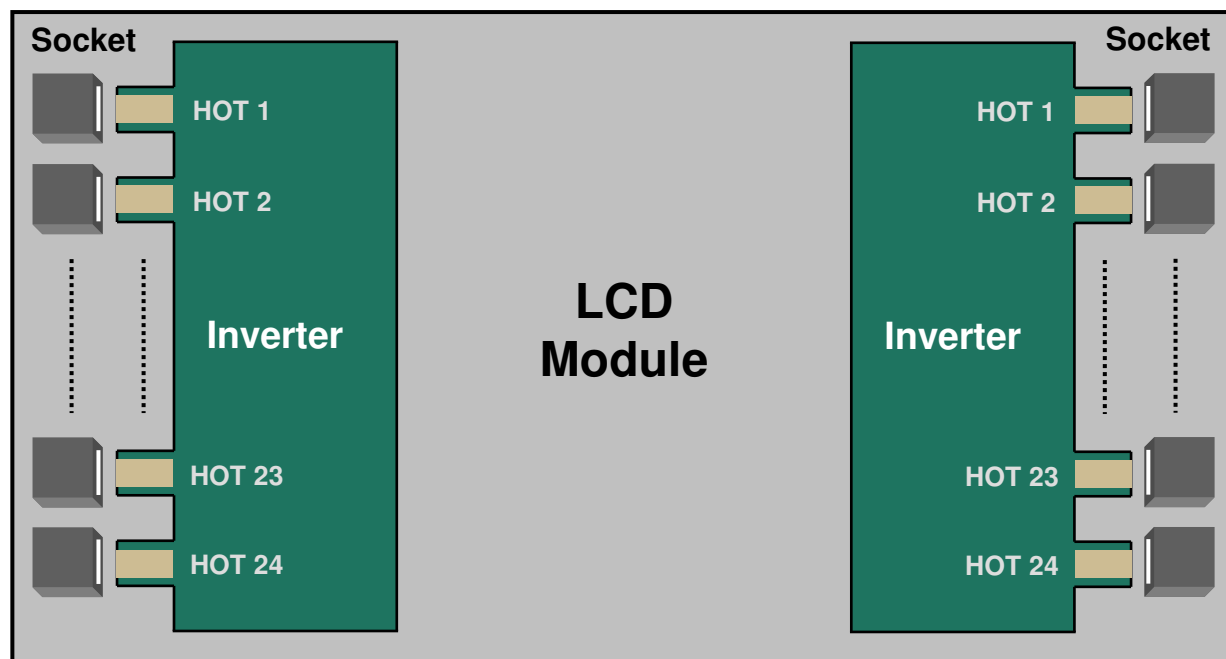 Socket
HOT 1
HOT 2
Inverter
HOT 23
HOT 24
LCD
Module
Socket
HOT 1
HOT 2
Inverter
HOT 23
HOT 24